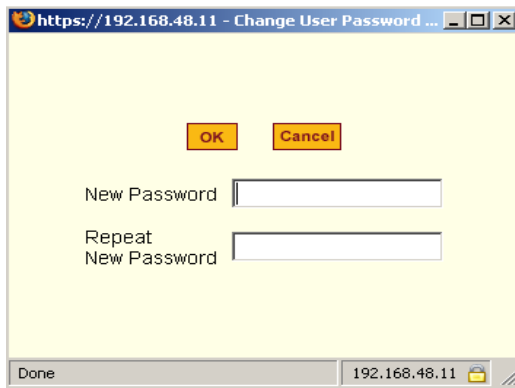 https://192.168.48.11 - Change User Password ...
OK Cancel
New Password
Repeat
New Password
Done 192.168.48.11